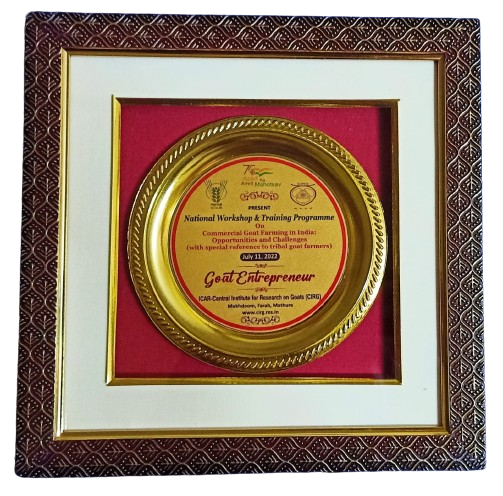 Azadi Ka
Amrit Mahotsav
PRESENT
National Workshop & Training Programme
On
Commercial Goat Farming in India:
Opportunities and Challenges
(with special reference to tribal goat farmers)
July 11, 2022
Goat Entrepreneur
ICAR-Central Institute for Research on Goats (CIRG)
Makhdoom, Farah, Mathura
www.cirg.res.in